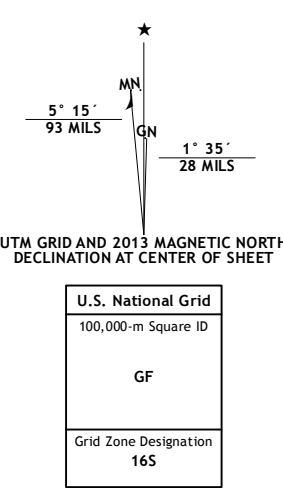 ★
MN
5° 15´
93 MILS
GN
1° 35´
28 MILS
UTM GRID AND 2013 MAGNETIC NORTH
DECLINATION AT CENTER OF SHEET
U.S. National Grid
100,000-m Square ID
GF
Grid Zone Designation
16S